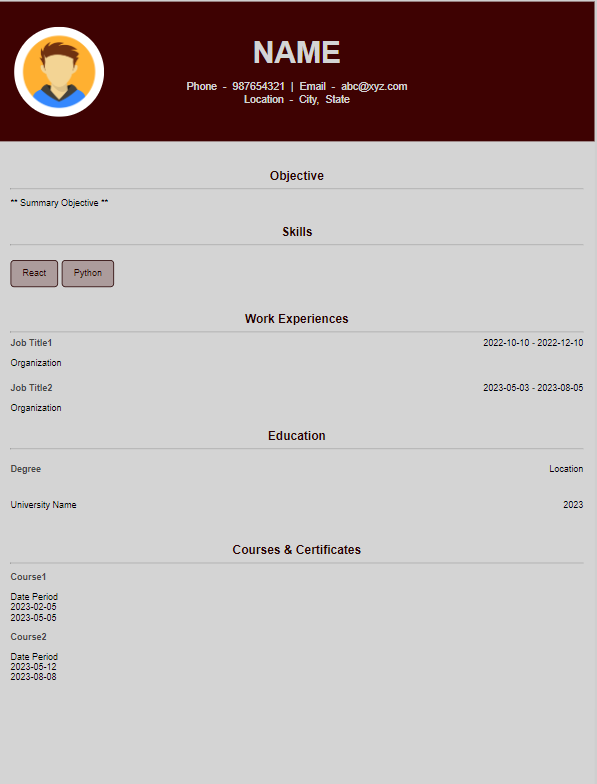 NAME
Phone - 987654321 | Email - abc@xyz.com
Location - City, State
Objective
** Summary Objective **
Skills
React Python
Work Experiences
Job Title1 2022-10-10 - 2022-12-10
Organization
Job Title2 2023-05-03 - 2023-08-05
Organization
Education
Degree Location
University Name 2023
Courses & Certificates
Course1
Date Period
2023-02-05
2023-05-05
Course2
Date Period
2023-05-12
2023-08-08